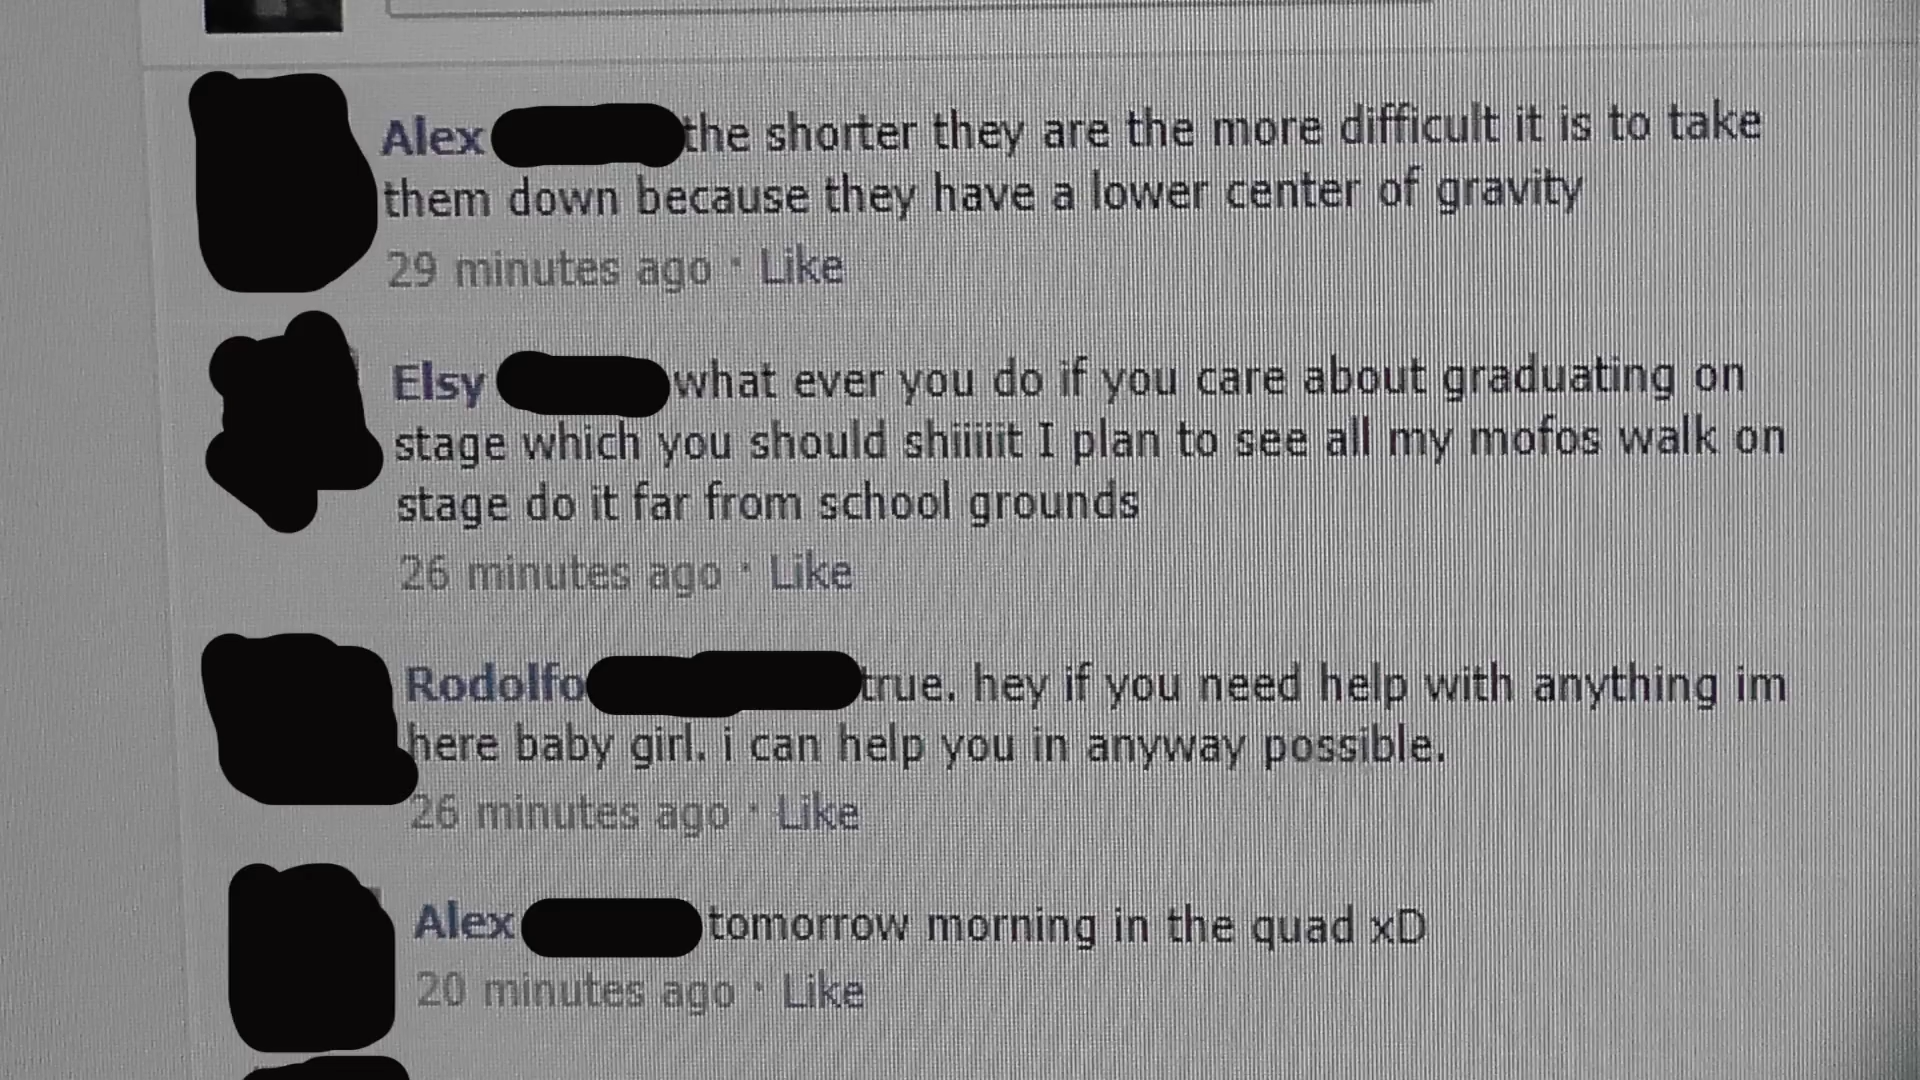 Alex the shorter they are the more difficult it is to take
them down because they have a lower center of gravity
29 minutes ago · Like
Elsy what ever you do if you care about graduating on
stage which you should shiiiiit I plan to see all my mofos walk on
stage do it far from school grounds
26 minutes ago · Like
Rodolfo true. hey if you need help with anything im
here baby girl. i can help you in anyway possible.
26 minutes ago · Like
Alex tomorrow morning in the quad xD
20 minutes ago · Like